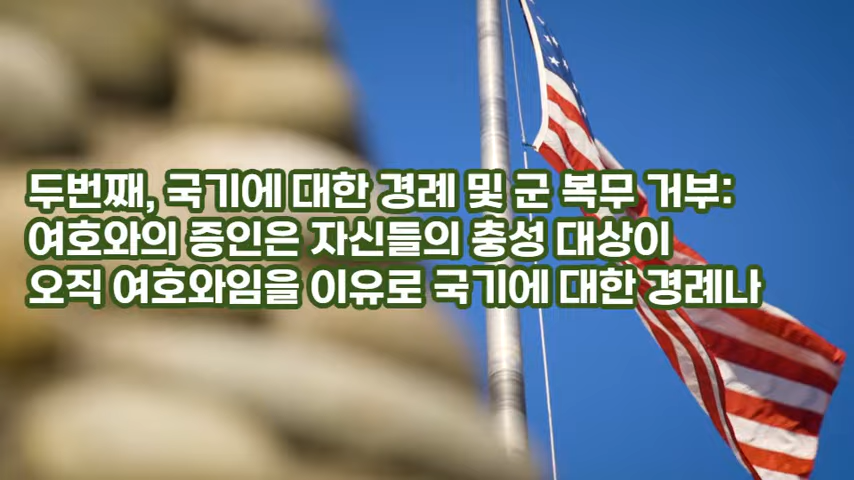 두번째, 국기에 대한 경례 및 군 복무 거부:
여호와의 증인은 자신들의 충성 대상이
오직 여호와임을 이유로 국기에 대한 경례나